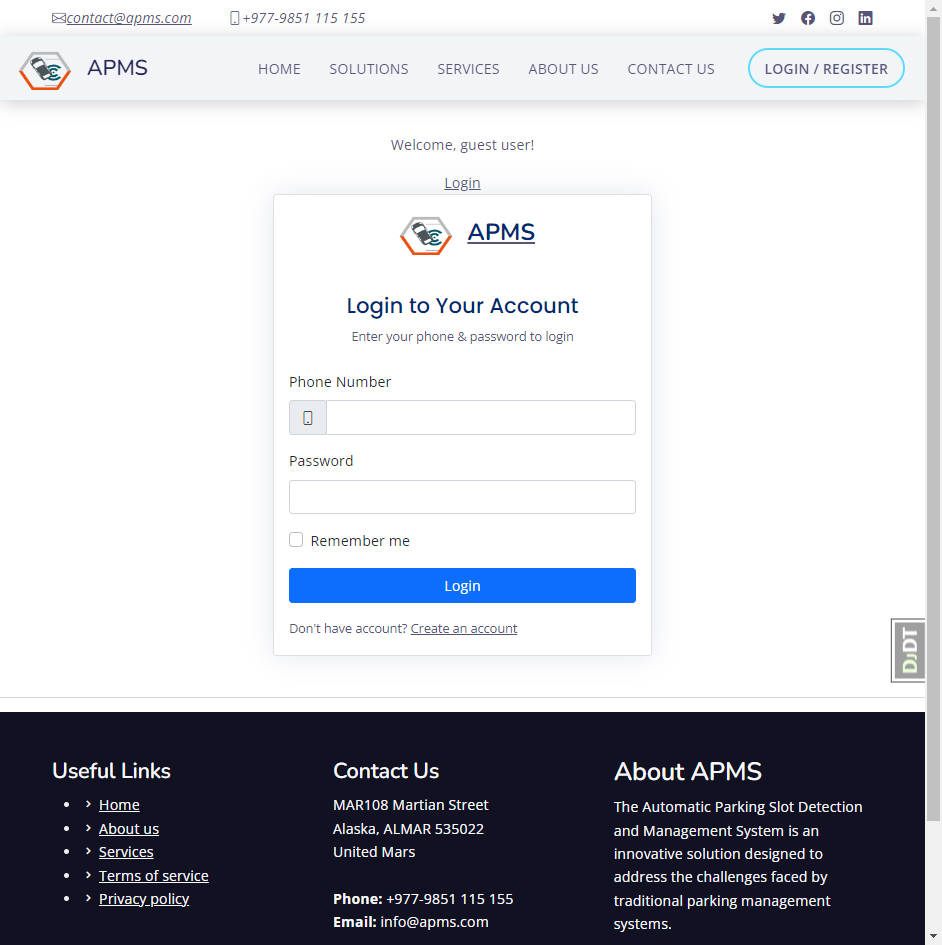 contact@apms.com +977-9851 115 155
APMS HOME SOLUTIONS SERVICES ABOUT US CONTACT US LOGIN / REGISTER
Welcome, guest user!
Login
APMS
Login to Your Account
Enter your phone & password to login
Phone Number
Password
Remember me
Login
Don't have account? Create an account
DJDT
Useful Links
Home
About us
Services
Terms of service
Privacy policy
Contact Us
MAR108 Martian Street
Alaska, ALMAR 535022
United Mars
Phone: +977-9851 115 155
Email: info@apms.com
About APMS
The Automatic Parking Slot Detection
and Management System is an
innovative solution designed to
address the challenges faced by
traditional parking management
systems.